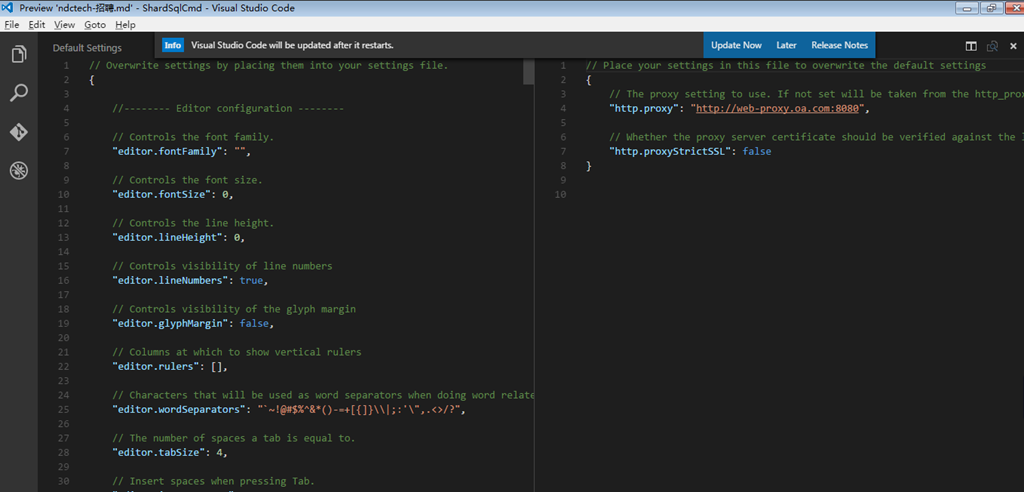 Preview 'ndctech-招聘.md' - ShardSqlCmd - Visual Studio Code
File Edit View Goto Help
Default Settings
Info Visual Studio Code will be updated after it restarts. Update Now Later Release Notes
1 // Overwrite settings by placing them into your settings file.
2 {
3
4 //-------- Editor configuration --------
5
6 // Controls the font family.
7 "editor.fontFamily": "",
8
9 // Controls the font size.
10 "editor.fontSize": 0,
11
12 // Controls the line height.
13 "editor.lineHeight": 0,
14
15 // Controls visibility of line numbers
16 "editor.lineNumbers": true,
17
18 // Controls visibility of the glyph margin
19 "editor.glyphMargin": false,
20
21 // Columns at which to show vertical rulers
22 "editor.rulers": [],
23
24 // Characters that will be used as word separators when doing word relate
25 "editor.wordSeparators": "`~!@#$%^&*()-=+[{]}\\|;:'\",.<>/?",
26
27 // The number of spaces a tab is equal to.
28 "editor.tabSize": 4,
29
30 // Insert spaces when pressing Tab.
1 // Place your settings in this file to overwrite the default settings
2 {
3 // The proxy setting to use. If not set will be taken from the http_pro
4 "http.proxy": "http://web-proxy.oa.com:8080",
5
6 // Whether the proxy server certificate should be verified against the
7 "http.proxyStrictSSL": false
8 }
9
10